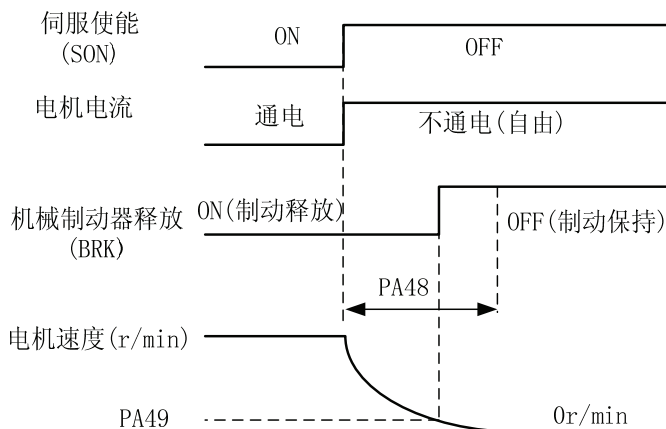 伺服使能
(SON)
ON
OFF
电机电流
通电
不通电(自由)
机械制动器释放
(BRK)
ON(制动释放)
OFF(制动保持)
PA48
电机速度(r/min)
PA49
0r/min